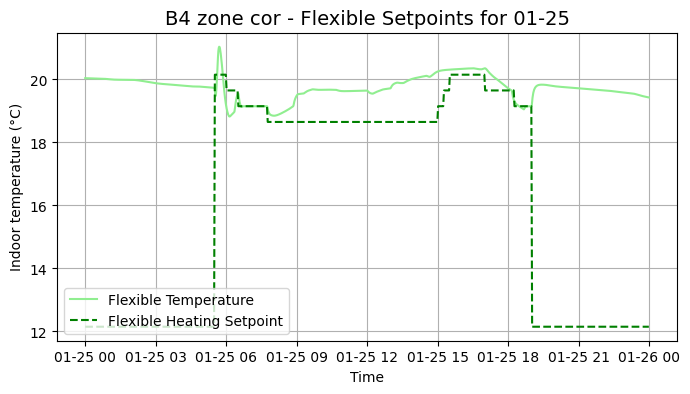 B4 zone cor - Flexible Setpoints for 01-25
Indoor temperature (°C)
20
18
16
14
12
Flexible Temperature
Flexible Heating Setpoint
01-25 00 01-25 03 01-25 06 01-25 09 01-25 12 01-25 15 01-25 18 01-25 21 01-26 00
Time